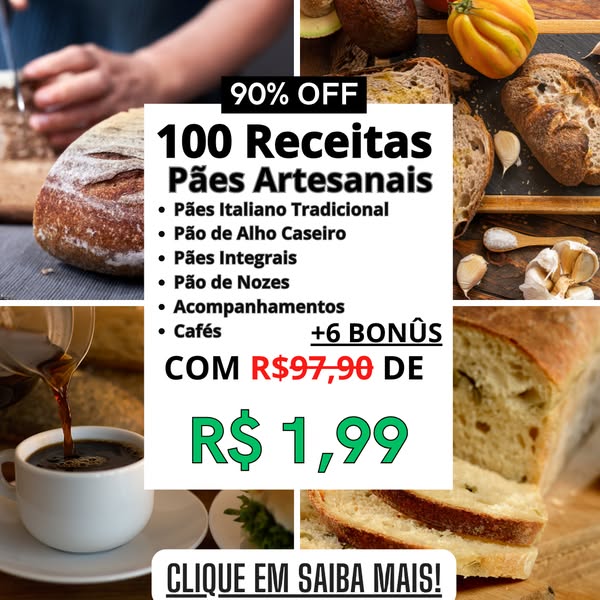 90% OFF
100 Receitas
Pães Artesanais
• Pães Italiano Tradicional
• Pão de Alho Caseiro
• Pães Integrais
• Pão de Nozes
• Acompanhamentos
• Cafés
+6 BONÛS
COM R$97,90 DE
R$ 1,99
CLIQUE EM SAIBA MAIS!